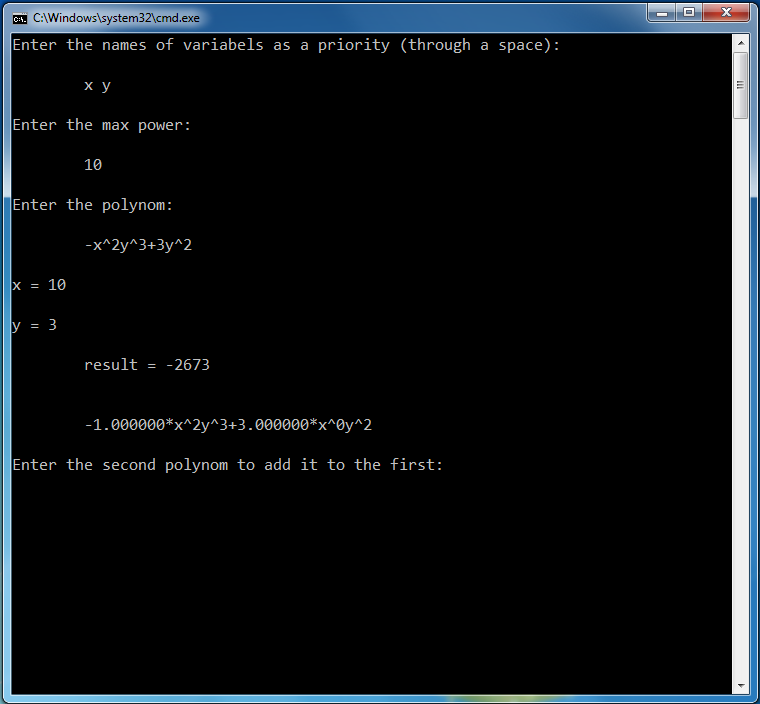 C:\Windows\system32\cmd.exe
Enter the names of variabels as a priority (through a space):
x y
Enter the max power:
10
Enter the polynom:
-x^2y^3+3y^2
x = 10
y = 3
result = -2673
-1.000000*x^2y^3+3.000000*x^0y^2
Enter the second polynom to add it to the first: